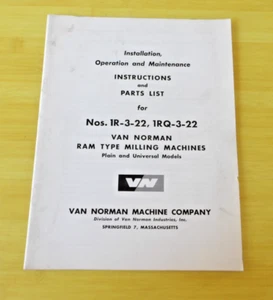 Installation,
Operation and Maintenance
INSTRUCTIONS
and
PARTS LIST
for
Nos. 1R-3-22, 1RQ-3-22
VAN NORMAN
RAM TYPE MILLING MACHINES
Plain and Universal Models
VN
VAN NORMAN MACHINE COMPANY
Division of Van Norman Industries, Inc.
SPRINGFIELD 7, MASSACHUSETTS